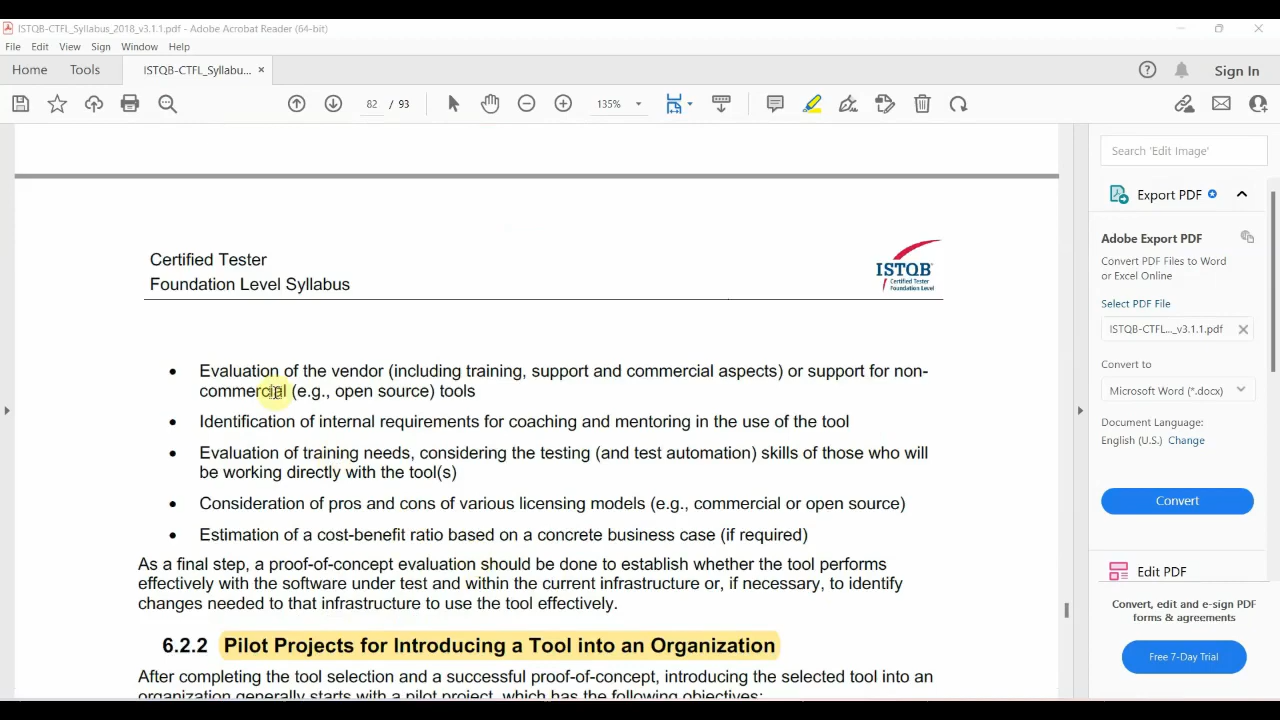 ISTQB-CTFL_Syllabus_2018_v3.1.1.pdf - Adobe Acrobat Reader (64-bit)
File Edit View Sign Window Help
Home Tools ISTQB-CTFL_Syllabu... × Sign In
82 / 93 135%
Search 'Edit Image'
Export PDF
Adobe Export PDF
Convert PDF Files to Word
or Excel Online
Select PDF File
ISTQB-CTFL..._v3.1.1.pdf
Convert to
Microsoft Word (*.docx)
Document Language:
English (U.S.) Change
Convert
Edit PDF
Convert, edit and e-sign PDF
forms & agreements
Free 7-Day Trial
Certified Tester
Foundation Level Syllabus
ISTQB®
Certified Tester
Foundation Level
• Evaluation of the vendor (including training, support and commercial aspects) or support for non-
commercial (e.g., open source) tools
• Identification of internal requirements for coaching and mentoring in the use of the tool
• Evaluation of training needs, considering the testing (and test automation) skills of those who will
be working directly with the tool(s)
• Consideration of pros and cons of various licensing models (e.g., commercial or open source)
• Estimation of a cost-benefit ratio based on a concrete business case (if required)
As a final step, a proof-of-concept evaluation should be done to establish whether the tool performs
effectively with the software under test and within the current infrastructure or, if necessary, to identify
changes needed to that infrastructure to use the tool effectively.
6.2.2 Pilot Projects for Introducing a Tool into an Organization
After completing the tool selection and a successful proof-of-concept, introducing the selected tool into an
organization generally starts with a pilot project, which has the following objectives: